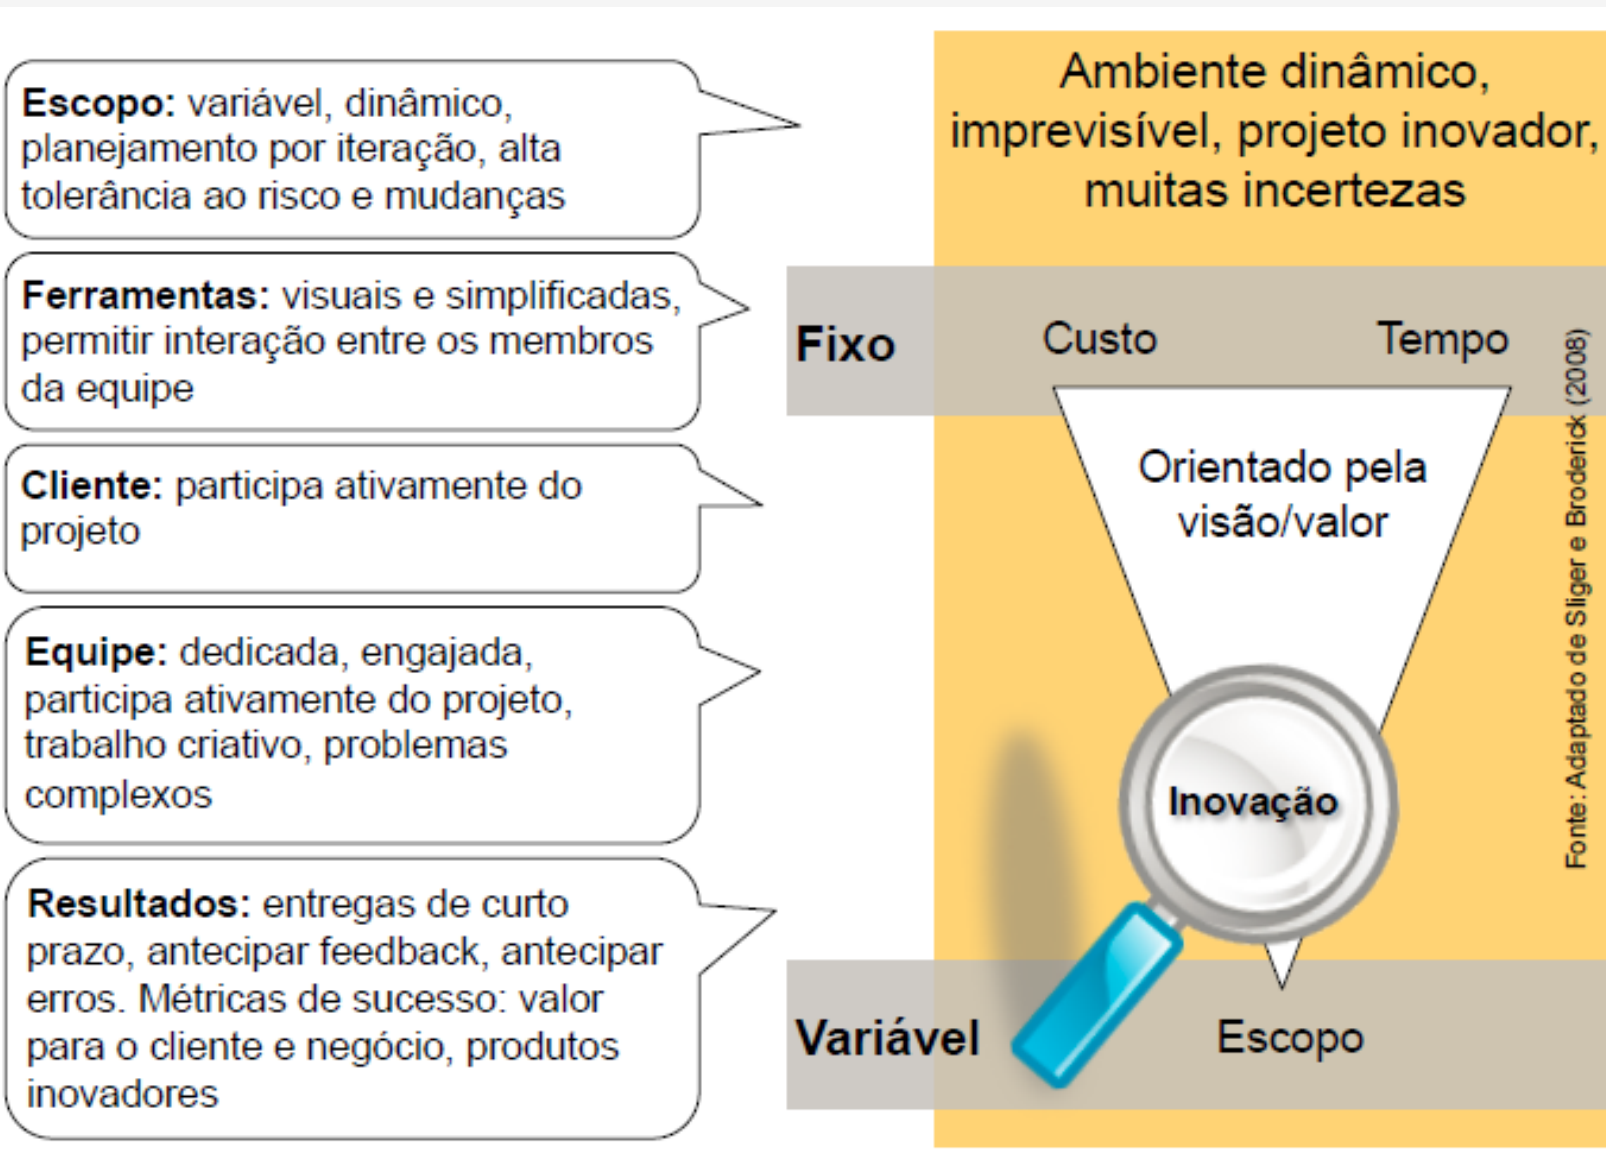 Escopo: variável, dinâmico,
planejamento por iteração, alta
tolerância ao risco e mudanças
Ferramentas: visuais e simplificadas,
permitir interação entre os membros
da equipe
Cliente: participa ativamente do
projeto
Equipe: dedicada, engajada,
participa ativamente do projeto,
trabalho criativo, problemas
complexos
Resultados: entregas de curto
prazo, antecipar feedback, antecipar
erros. Métricas de sucesso: valor
para o cliente e negócio, produtos
inovadores
Ambiente dinâmico,
imprevisível, projeto inovador,
muitas incertezas
Fixo
Custo
Tempo
Orientado pela
visão/valor
Inovação
Variável
Escopo
Fonte: Adaptado de Sliger e Broderick (2008)